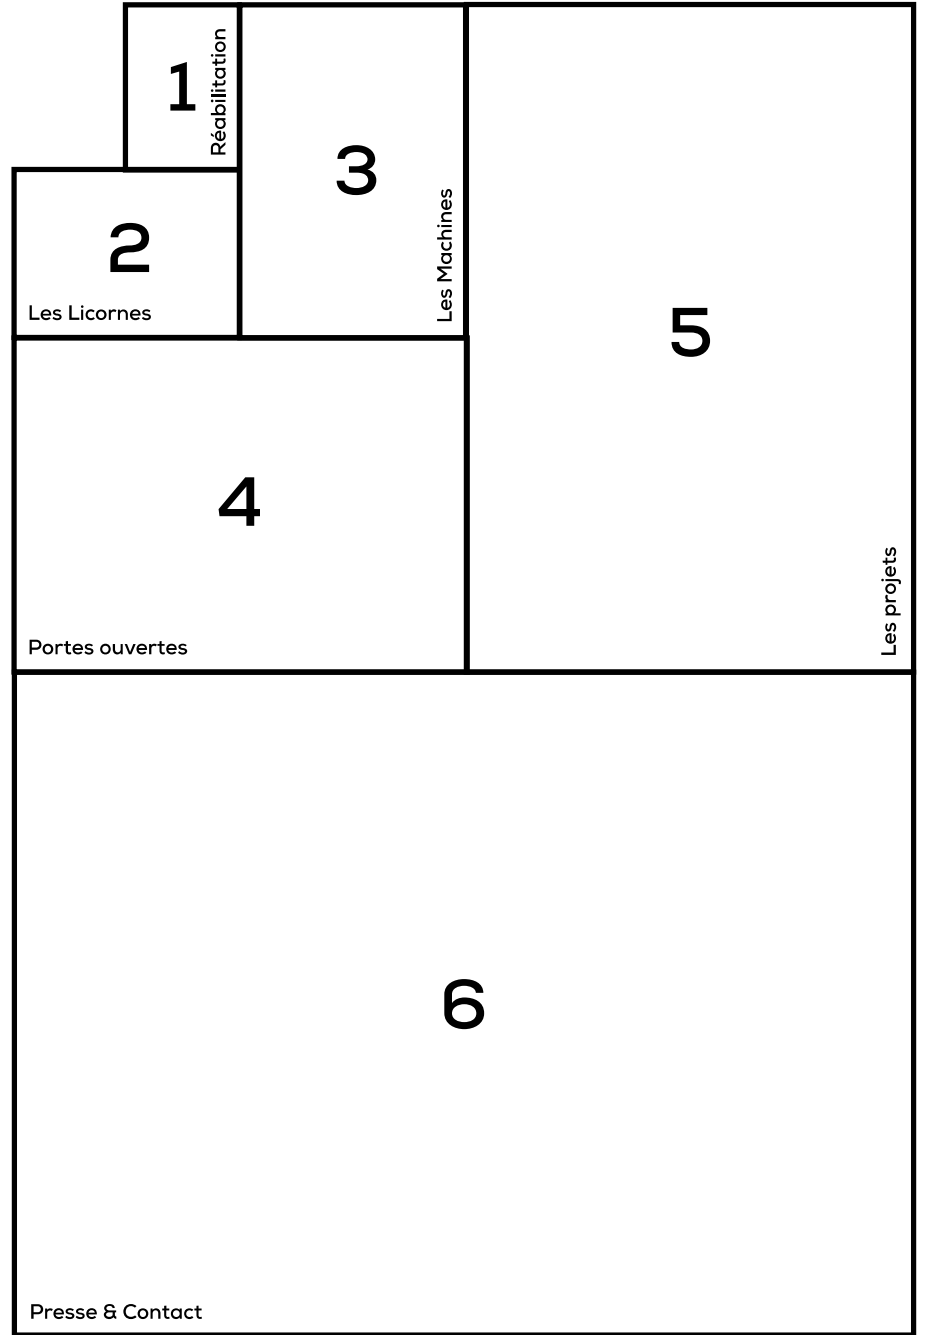 1
Réabilitation
2
Les Licornes
3
Les Machines
4
Portes ouvertes
5
Les projets
6
Presse & Contact